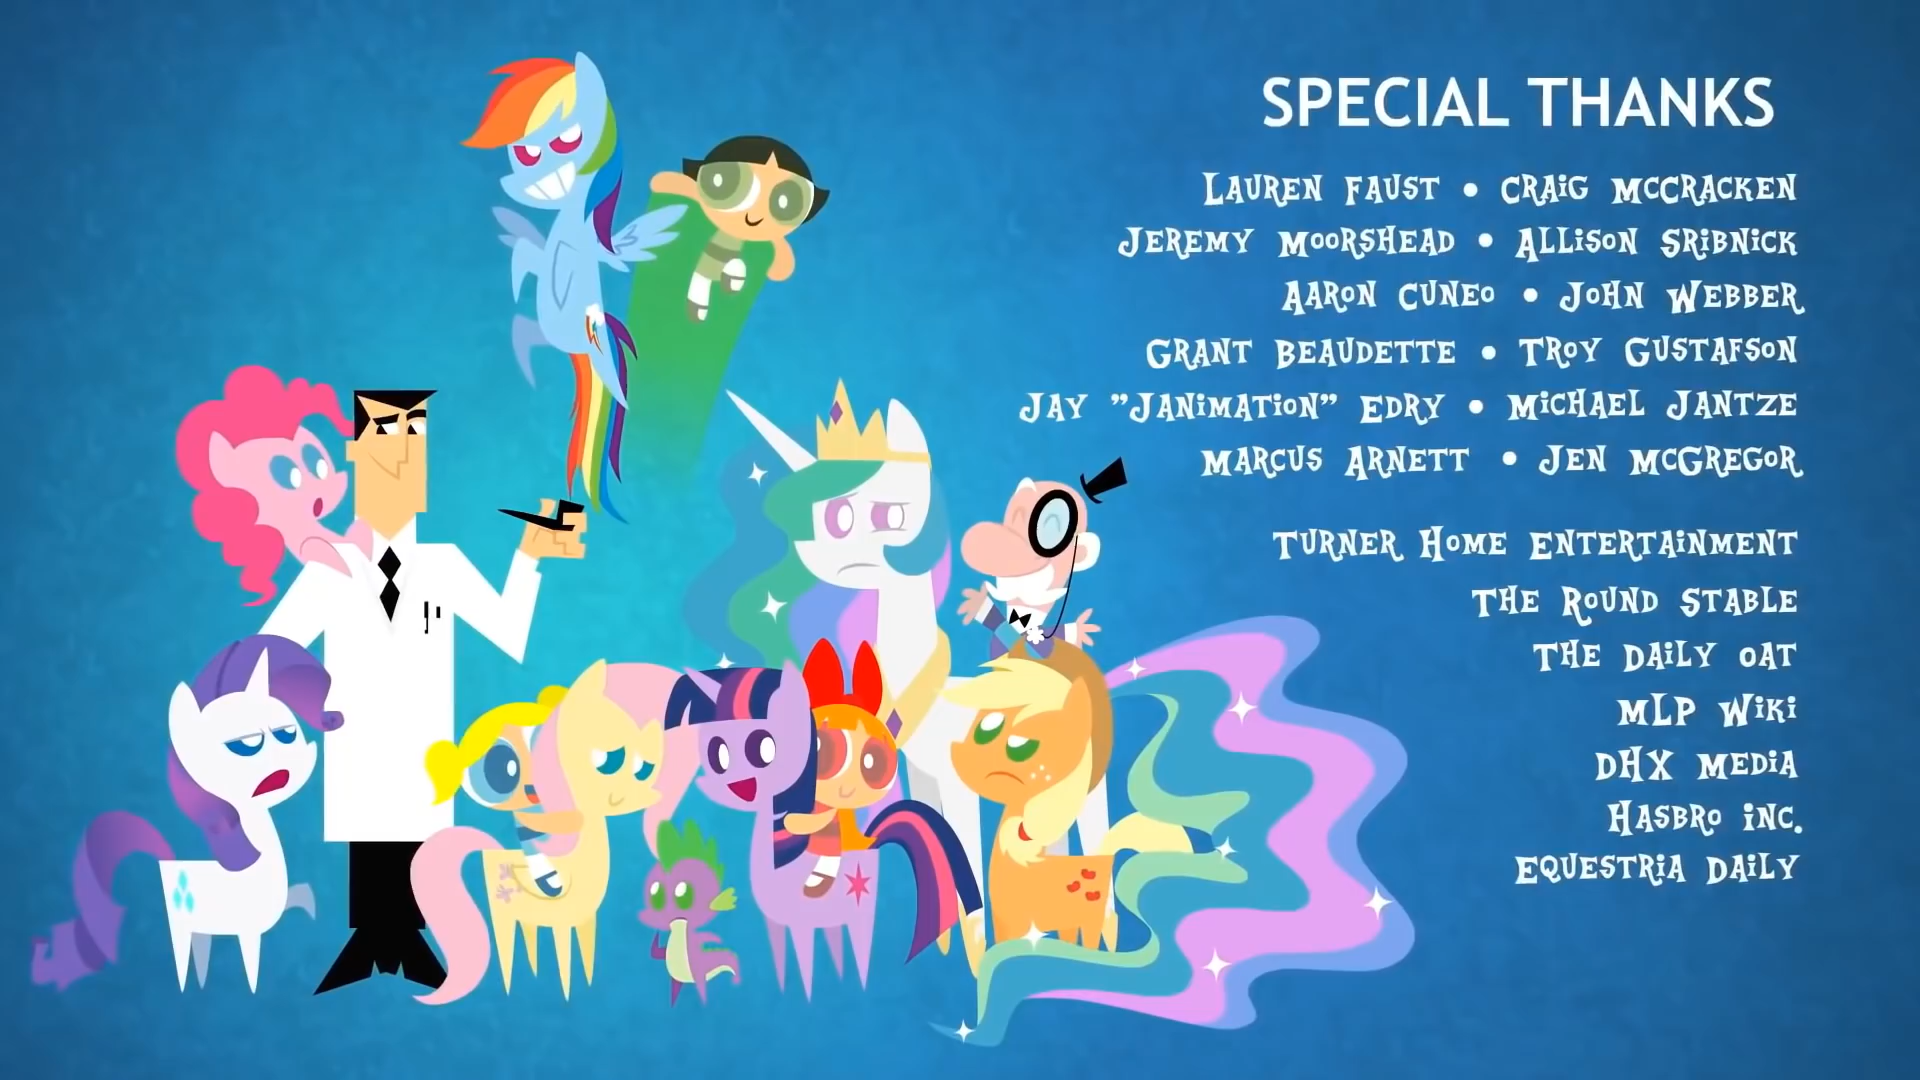 SPECIAL THANKS
LAUREN FAUST • CRAiG MCCRACKEN
JEREMY MOORSHEAD • ALLiSON SRiBNiCK
AARON CUNEO • JOHN WEBBER
GRANT BEAUDETTE • TROY GUSTAFSON
JAY "JANiMATiON" EDRY • MiCHAEL JANTZE
MARCUS ARNETT • JEN MCGREGOR
TURNER HOME ENTERTAiNMENT
THE ROUND STABLE
THE DAiLY OAT
MLP WiKi
DHX MEDiA
HASBRO iNC.
EQUESTRiA DAiLY